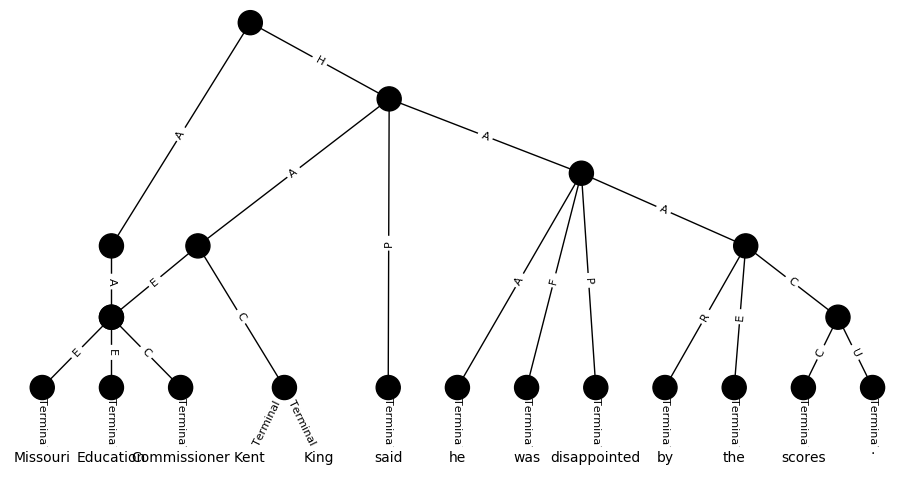 H
A
A
A
P
A
A
E
A
F
P
R
E
C
E
E
C
C
C
U
Terminal Terminal Terminal Terminal Terminal Terminal Terminal Terminal Terminal Terminal Terminal Terminal Terminal
Missouri Education Commissioner Kent King said he was disappointed by the scores .